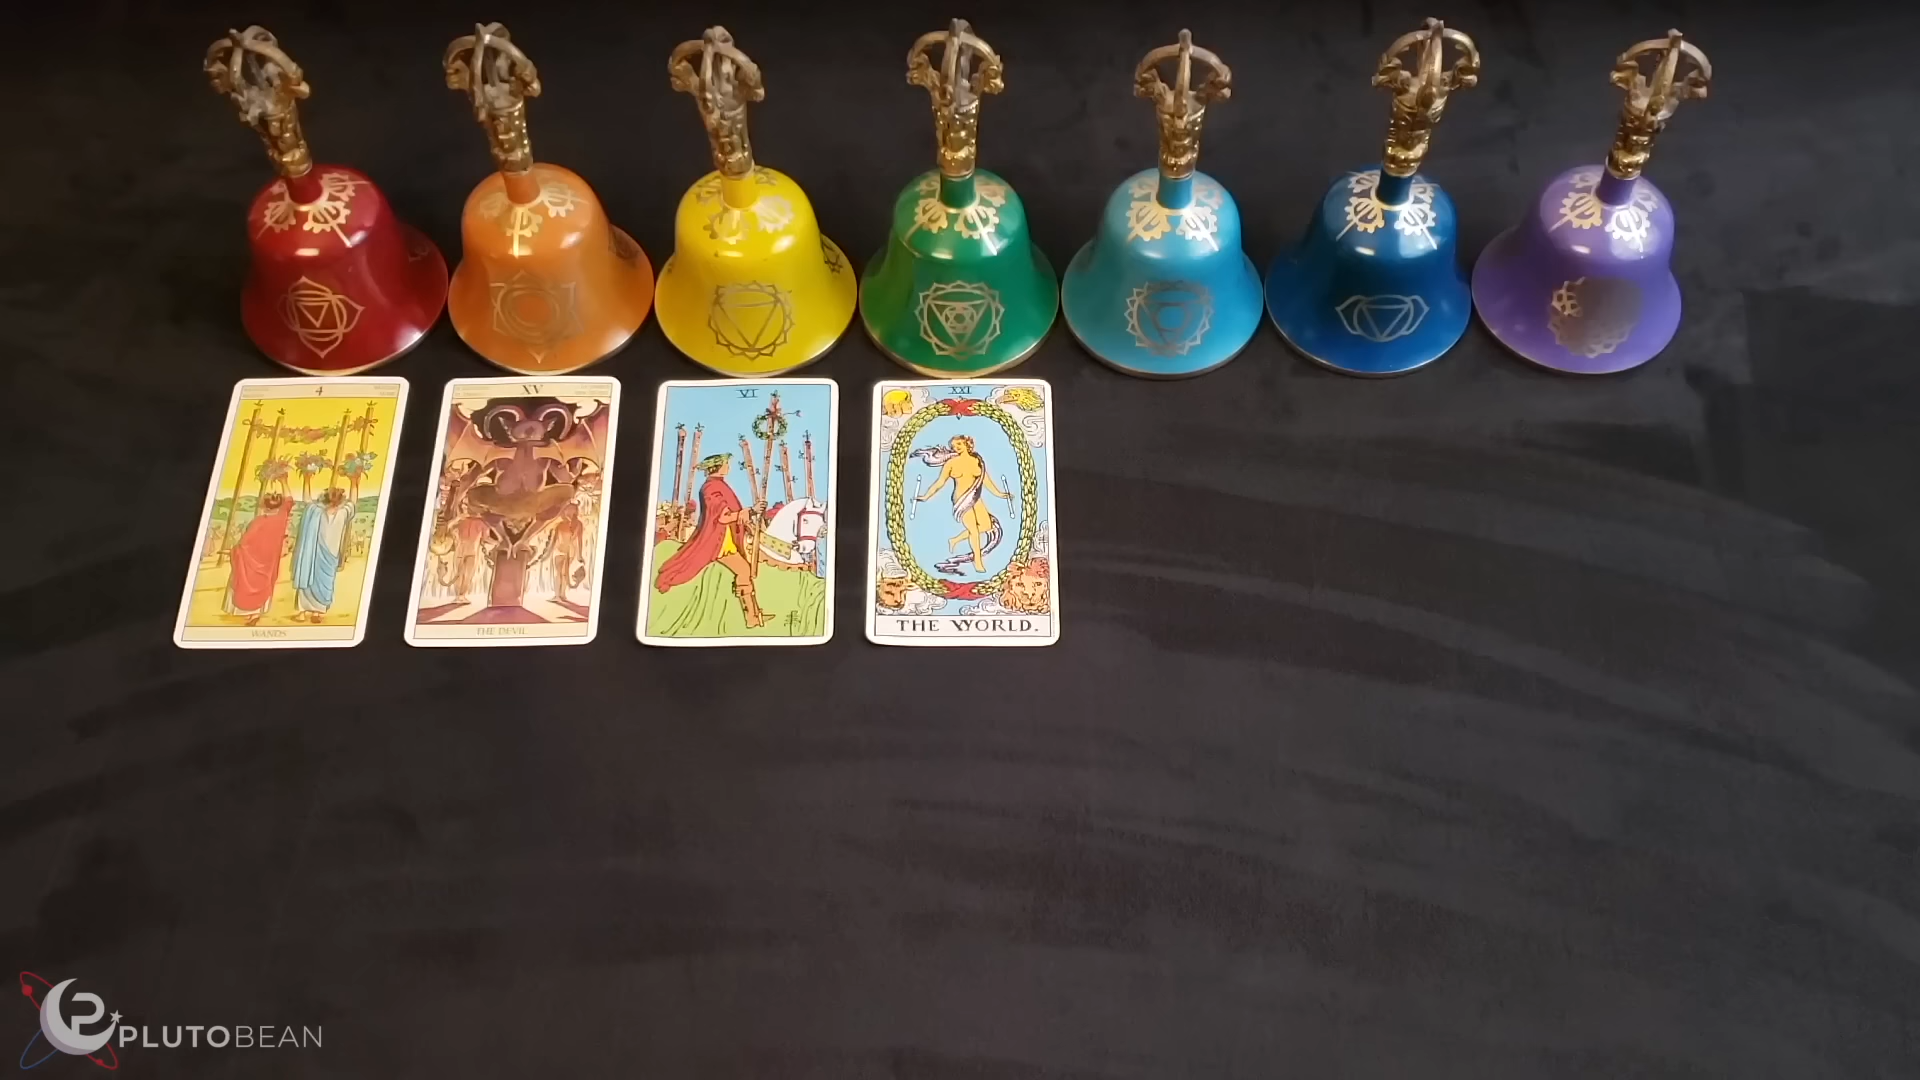 4
WANDS
XV
THE DEVIL
VI
XXI
THE WORLD.
PLUTOBEAN